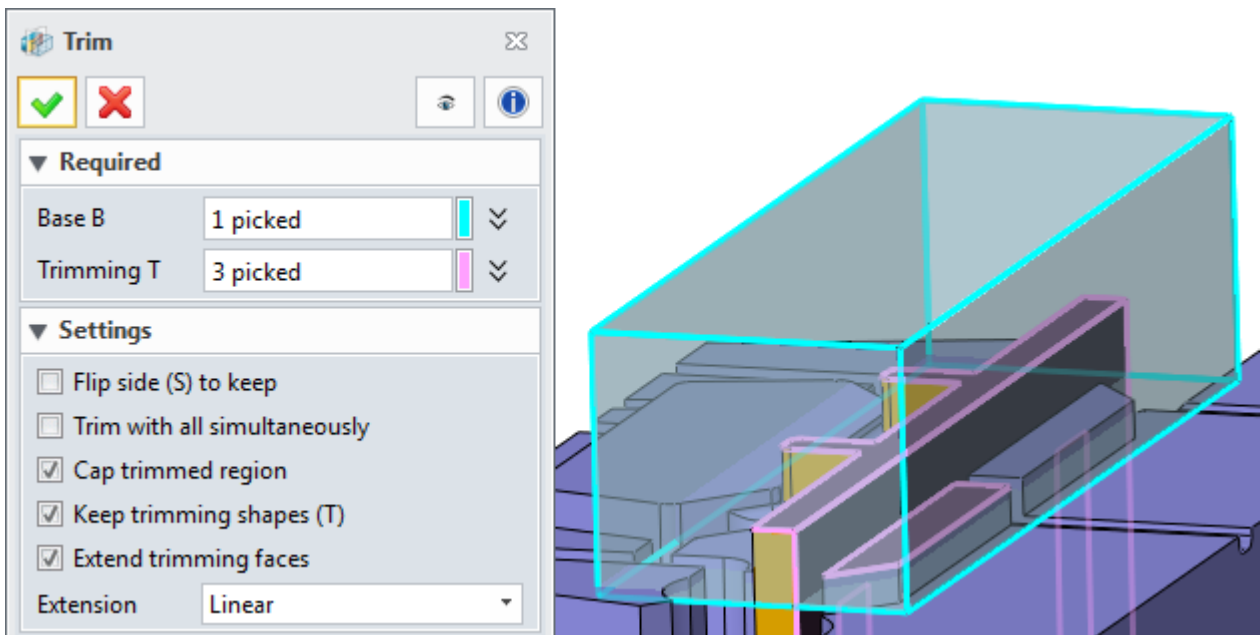 Trim
Required
Base B 1 picked
Trimming T 3 picked
Settings
Flip side (S) to keep
Trim with all simultaneously
Cap trimmed region
Keep trimming shapes (T)
Extend trimming faces
Extension Linear